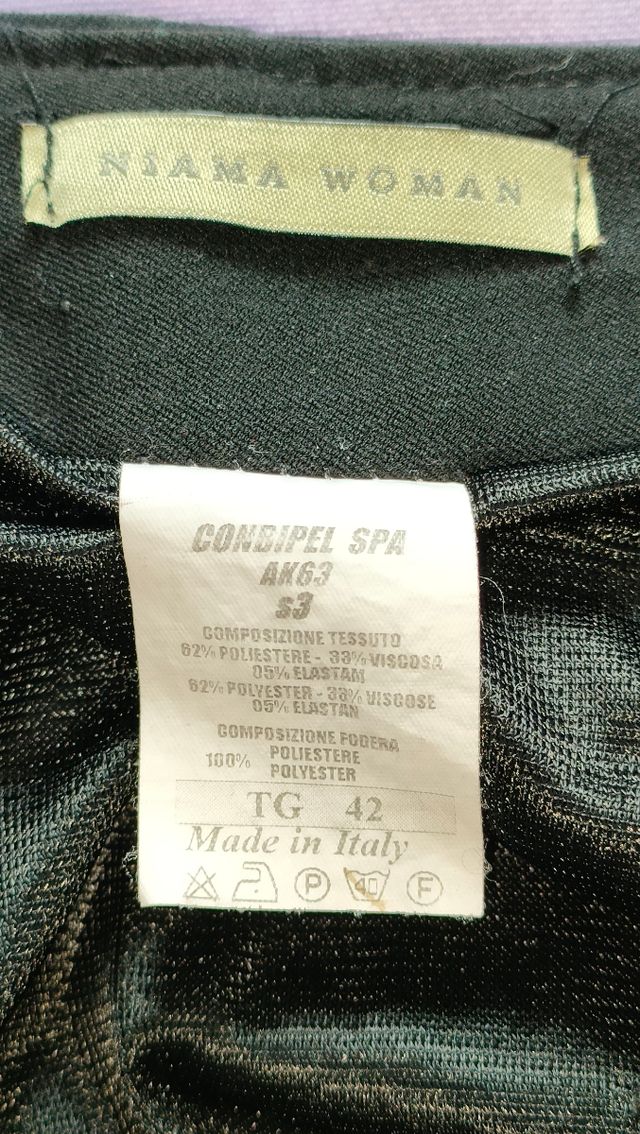 NiAMA WOMAN
CONBIPEL SPA
AK63
s3
COMPOSIZIONE TESSUTO
62% POLIESTERE - 33% VISCOSA
05% ELASTAM
62% POLYESTER - 33% VISCOSE
05% ELASTAN
COMPOSIZIONE FODERA
100% POLIESTERE
POLYESTER
TG 42
Made in Italy
P 40 F